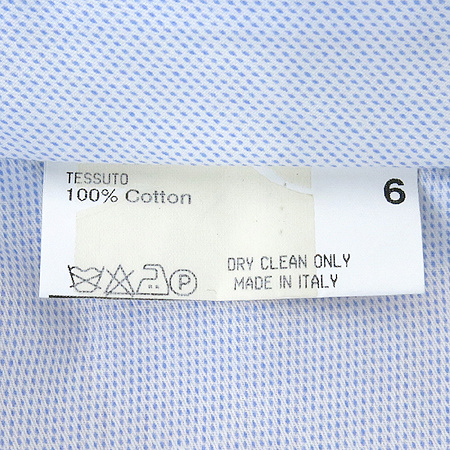 TESSUTO
100% Cotton
6
P
DRY CLEAN ONLY
MADE IN ITALY